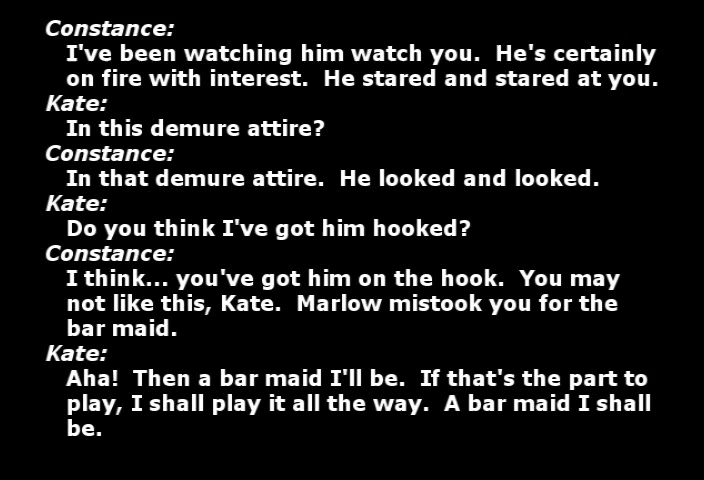 Constance:
I've been watching him watch you.  He's certainly
on fire with interest.  He stared and stared at you.
Kate:
In this demure attire?
Constance:
In that demure attire.  He looked and looked.
Kate:
Do you think I've got him hooked?
Constance:
I think... you've got him on the hook.  You may
not like this, Kate.  Marlow mistook you for the
bar maid.
Kate:
Aha!  Then a bar maid I'll be.  If that's the part to
play, I shall play it all the way.  A bar maid I shall
be.